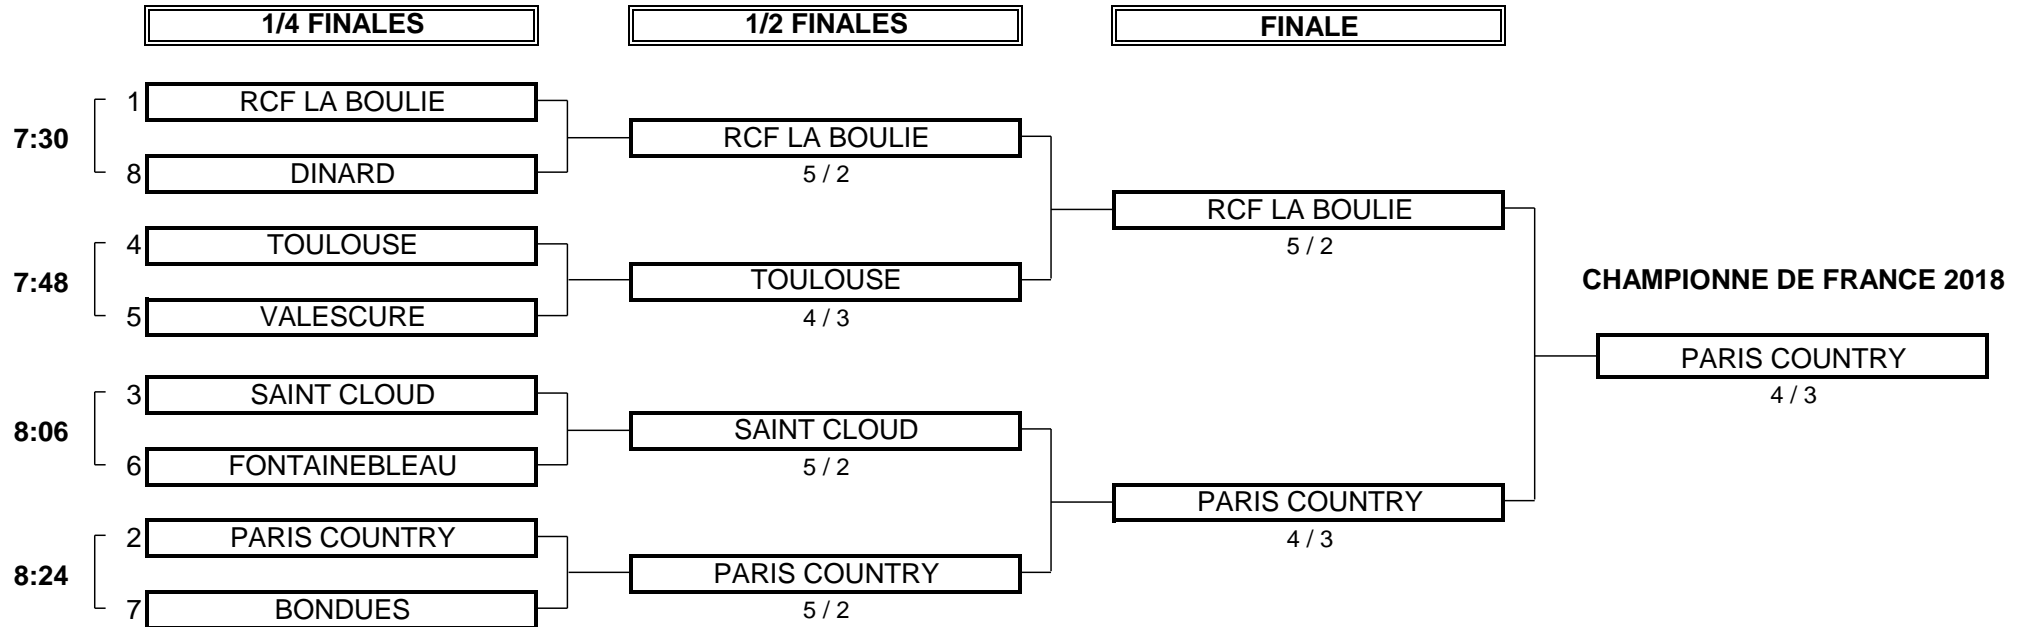 1/4 FINALES
1/2 FINALES
FINALE
1 RCF LA BOULIE
7:30
8 DINARD
RCF LA BOULIE
5 / 2
4 TOULOUSE
7:48
5 VALESCURE
TOULOUSE
4 / 3
RCF LA BOULIE
5 / 2
3 SAINT CLOUD
8:06
6 FONTAINEBLEAU
SAINT CLOUD
5 / 2
2 PARIS COUNTRY
8:24
7 BONDUES
PARIS COUNTRY
5 / 2
PARIS COUNTRY
4 / 3
CHAMPIONNE DE FRANCE 2018
PARIS COUNTRY
4 / 3